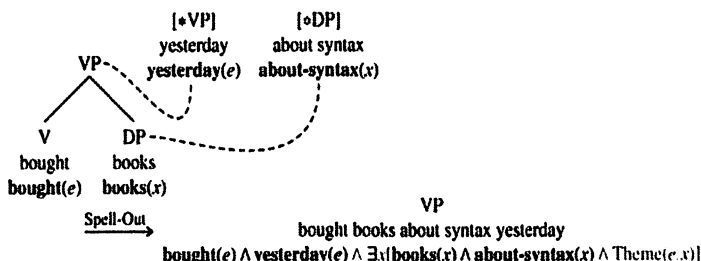 [∗VP] [⋄DP]
yesterday about syntax
VP yesterday(e) about-syntax(x)
V DP
bought books
bought(e) books(x)
VP
Spell-Out bought books about syntax yesterday
bought(e) ∧ yesterday(e) ∧ ∃x[books(x) ∧ about-syntax(x) ∧ Theme(e,x)]